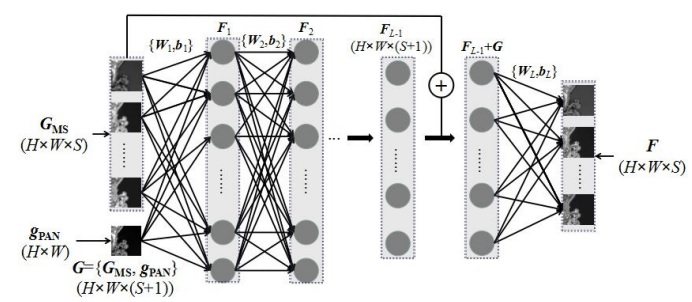 F1
F2
{W1,b1}
{W2,b2}
FL-1
(H×W×(S+1))
FL-1+G
{WL,bL}
GMS
(H×W×S)
......
......
......
...
......
......
......
+
F
(H×W×S)
gPAN
(H×W)
G={GMS, gPAN}
(H×W×(S+1))